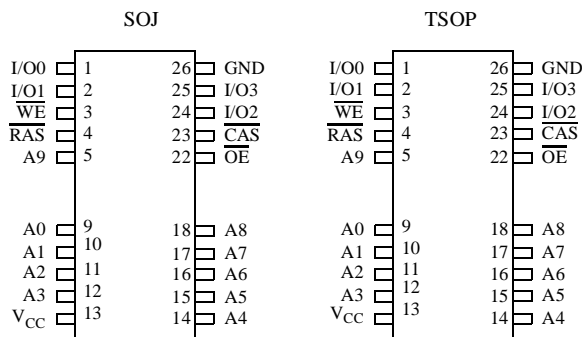 SOJ
I/O0 1 26 GND
I/O1 2 25 I/O3
WE 3 24 I/O2
RAS 4 23 CAS
A9 5 22 OE
A0 9 18 A8
A1 10 17 A7
A2 11 16 A6
A3 12 15 A5
VCC 13 14 A4
TSOP
I/O0 1 26 GND
I/O1 2 25 I/O3
WE 3 24 I/O2
RAS 4 23 CAS
A9 5 22 OE
A0 9 18 A8
A1 10 17 A7
A2 11 16 A6
A3 12 15 A5
VCC 13 14 A4